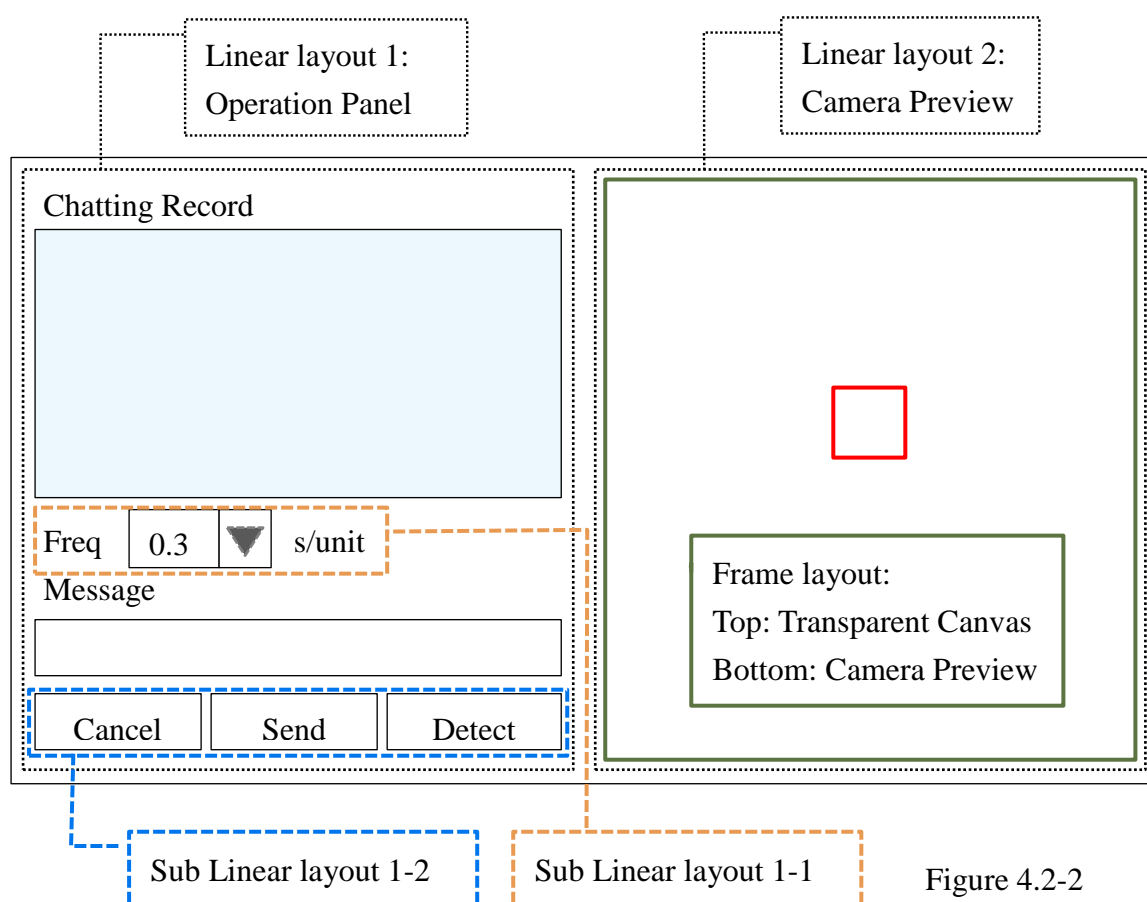 Linear layout 1:
Operation Panel
Linear layout 2:
Camera Preview
Chatting Record
Freq 0.3 s/unit
Message
Cancel Send Detect
Frame layout:
Top: Transparent Canvas
Bottom: Camera Preview
Sub Linear layout 1-2
Sub Linear layout 1-1
Figure 4.2-2